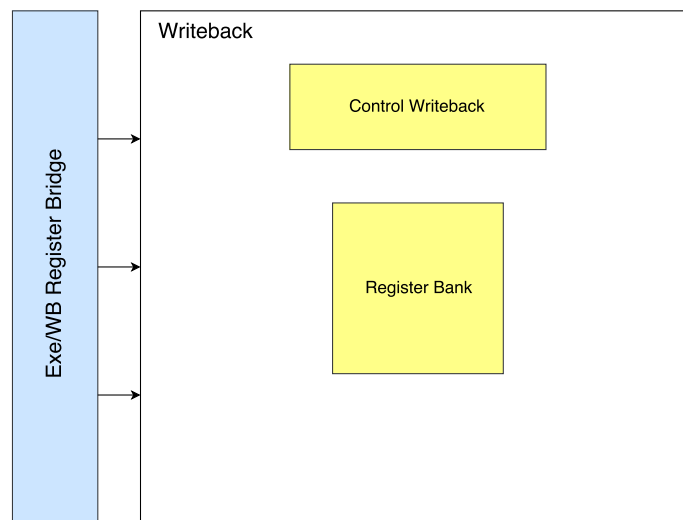 Writeback
Control Writeback
Exe/WB Register Bridge
Register Bank